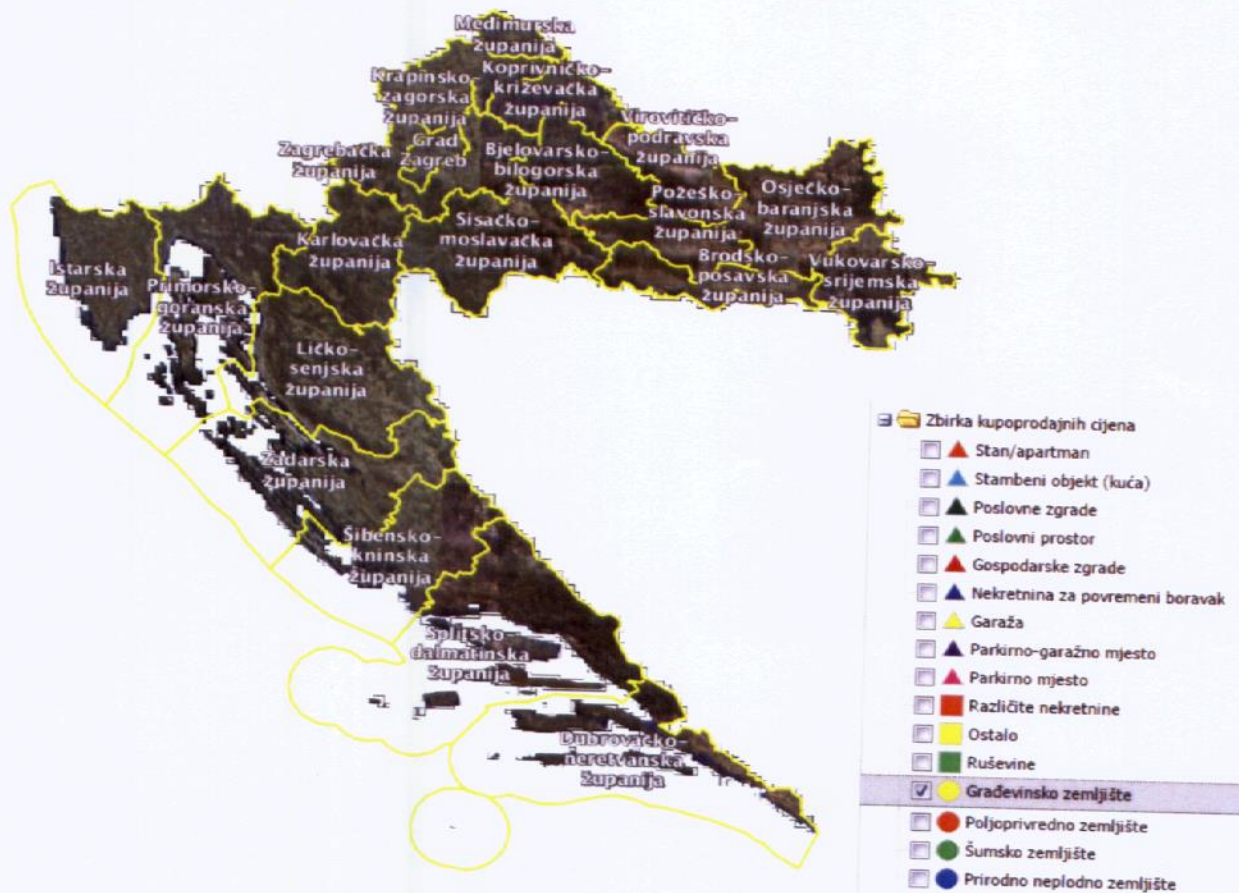 Međimurska
županija
Krapinsko-
zagorska
županija
Koprivničko-
križevačka
županija
Virovitičko-
podravska
županija
Grad
Zagreb
Zagrebačka
županija
Bjelovarsko-
bilogorska
županija
Požeško-
slavonska
županija
Osječko-
baranjska
županija
Istarska
županija
Primorsko-
goranska
županija
Karlovačka
županija
Sisačko-
moslavačka
županija
Brodsko-
posavska
županija
Vukovarsko-
srijemska
županija
Ličko-
senjska
županija
Zadarska
županija
Šibensko-
kninska
županija
Splitsko-
dalmatinska
županija
Dubrovačko-
neretvanska
županija
Zbirka kupoprodajnih cijena
Stan/apartman
Stambeni objekt (kuća)
Poslovne zgrade
Poslovni prostor
Gospodarske zgrade
Nekretnina za povremeni boravak
Garaža
Parkirno-garažno mjesto
Parkirno mjesto
Različite nekretnine
Ostalo
Ruševine
Građevinsko zemljište
Poljoprivredno zemljište
Šumsko zemljište
Prirodno neplodno zemljište